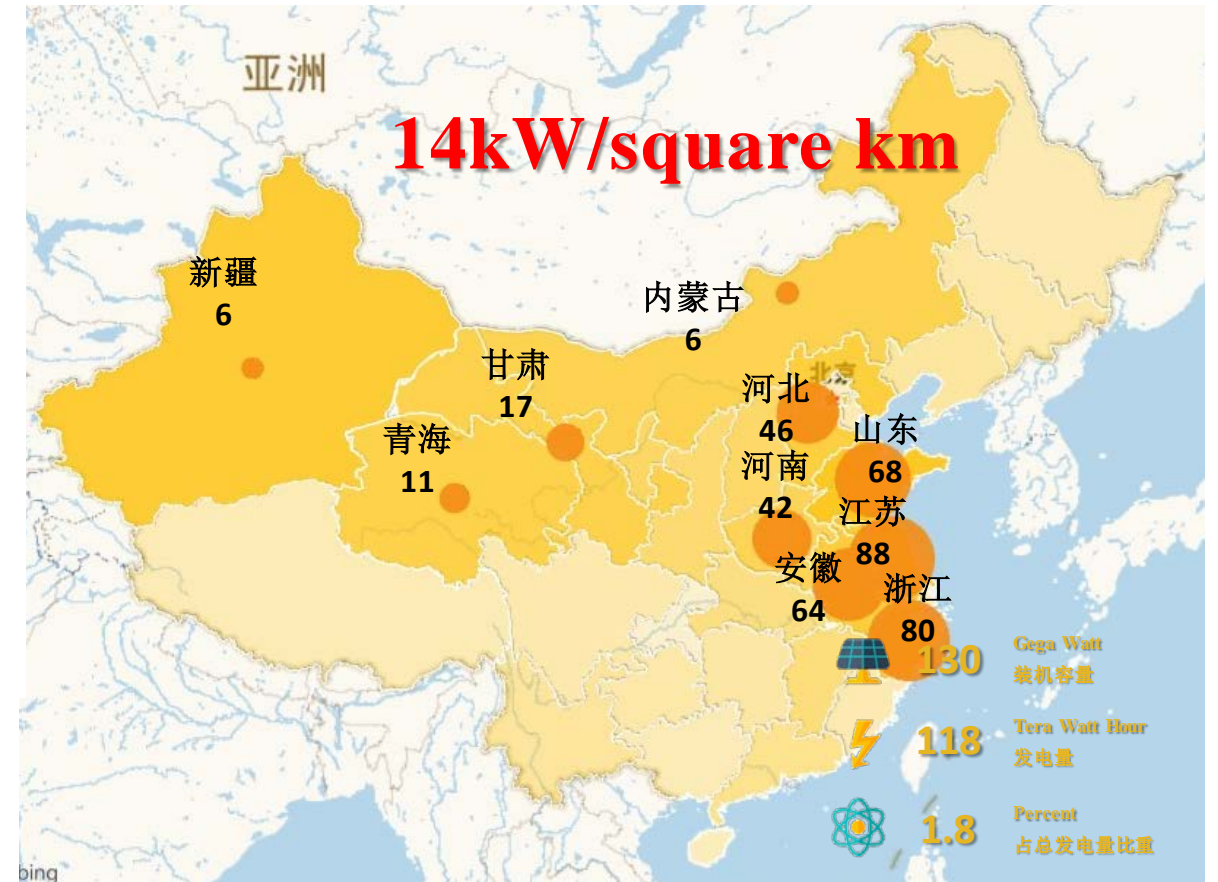 亚洲
14kW/square km
新疆
6
内蒙古
6
甘肃
17
北京
河北
46
青海
11
山东
68
河南
42
江苏
88
安徽
64
浙江
80
130
Gega Watt
装机容量
118
Tera Watt Hour
发电量
1.8
Percent
占总发电量比重
bing